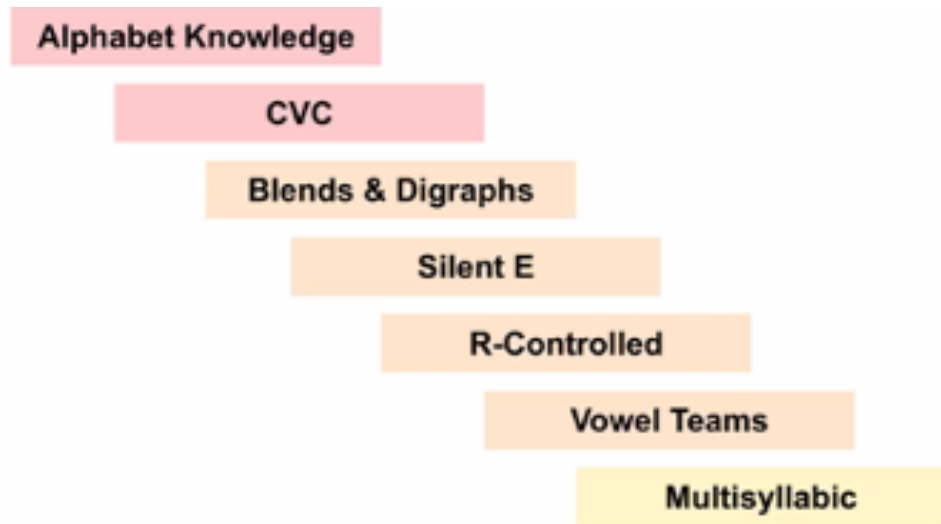 Alphabet Knowledge
CVC
Blends & Digraphs
Silent E
R-Controlled
Vowel Teams
Multisyllabic